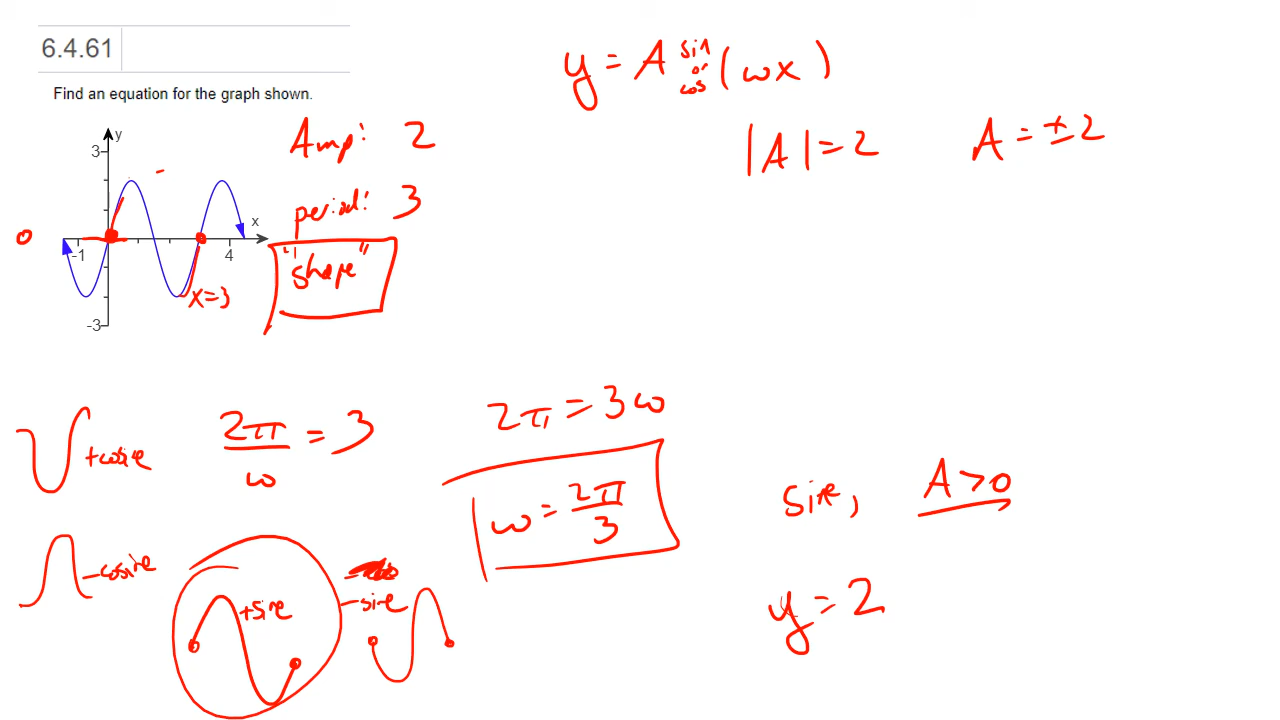 6.4.61
Find an equation for the graph shown.
y
3
x
-1
4
-3
0
x=3
Amp: 2
period: 3
"shape"
y = A sin or cos (ωx)
|A| = 2
A = ±2
+cosine
-cosine
+sine
-sine
2π/ω = 3
2π = 3ω
ω = 2π/3
sine, A > 0
y = 2